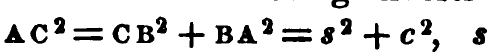 AC² = CB² + BA² = s² + c², s